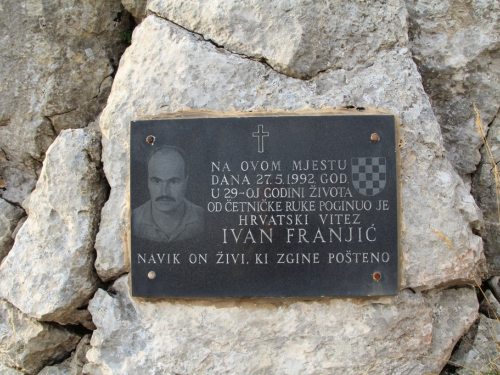 NA OVOM MJESTU
DANA 27.5.1992. GOD.
U 29-OJ GODINI ŽIVOTA
OD ČETNIČKE RUKE POGINUO JE
HRVATSKI VITEZ
IVAN FRANJIĆ
NAVIK ON ŽIVI, KI ZGINE POŠTENO